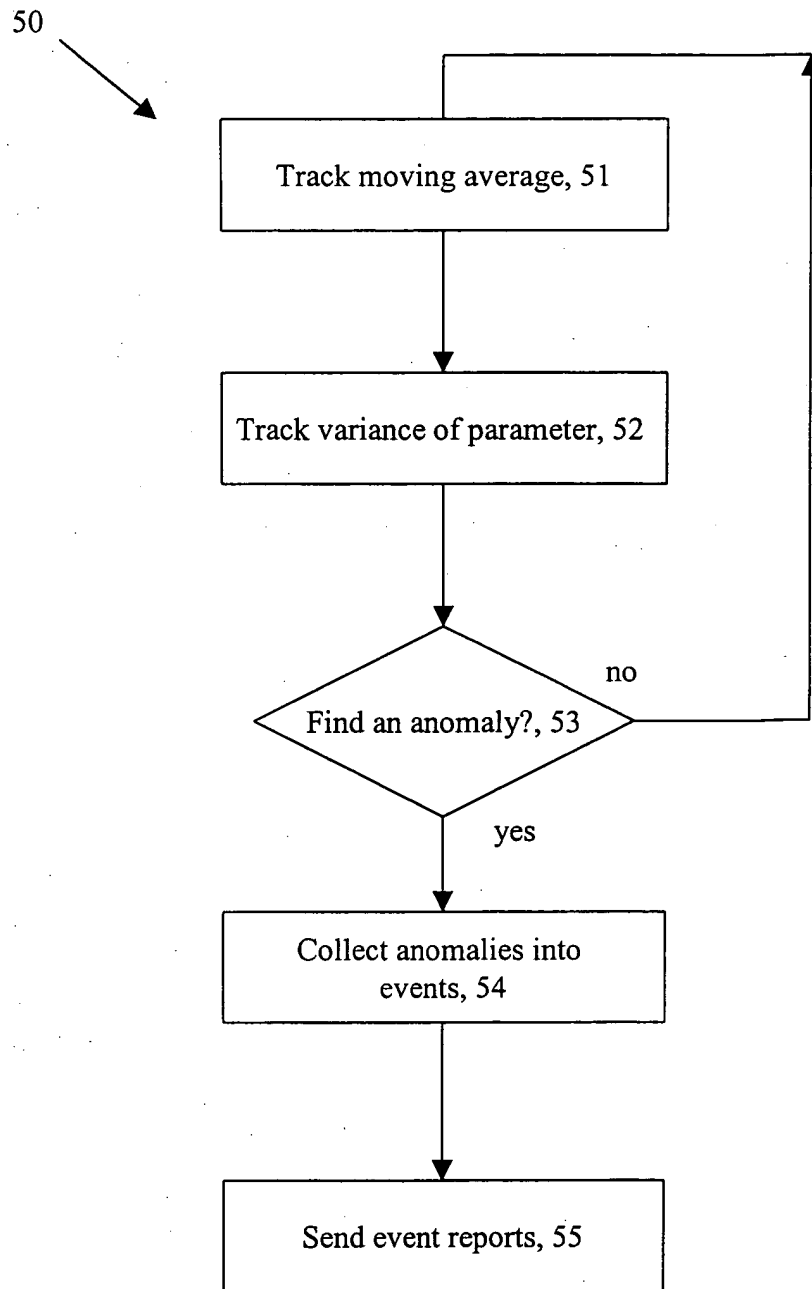 50
Track moving average, 51
Track variance of parameter, 52
no
Find an anomaly?, 53
yes
Collect anomalies into
events, 54
Send event reports, 55